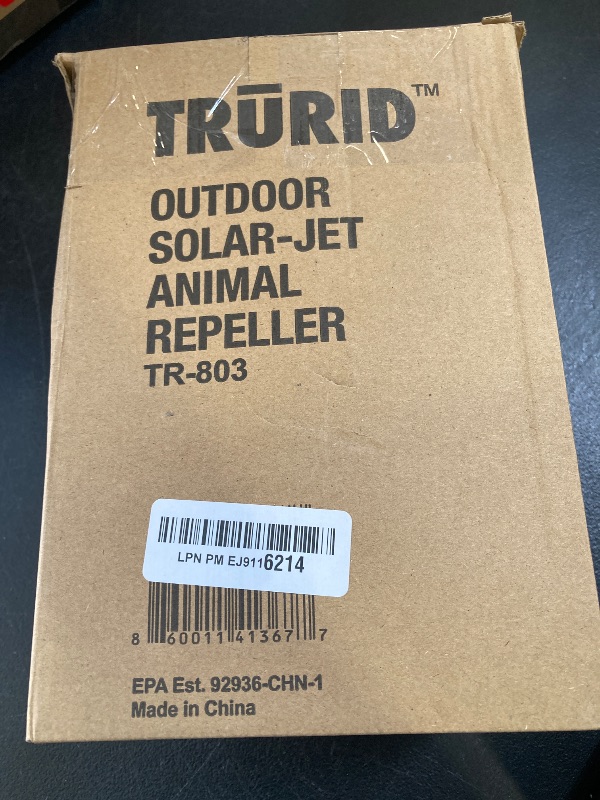 TRŪRID™
OUTDOOR
SOLAR-JET
ANIMAL
REPELLER
TR-803
LPN PM EJ9116214
8 60011 41367 7
EPA Est. 92936-CHN-1
Made in China